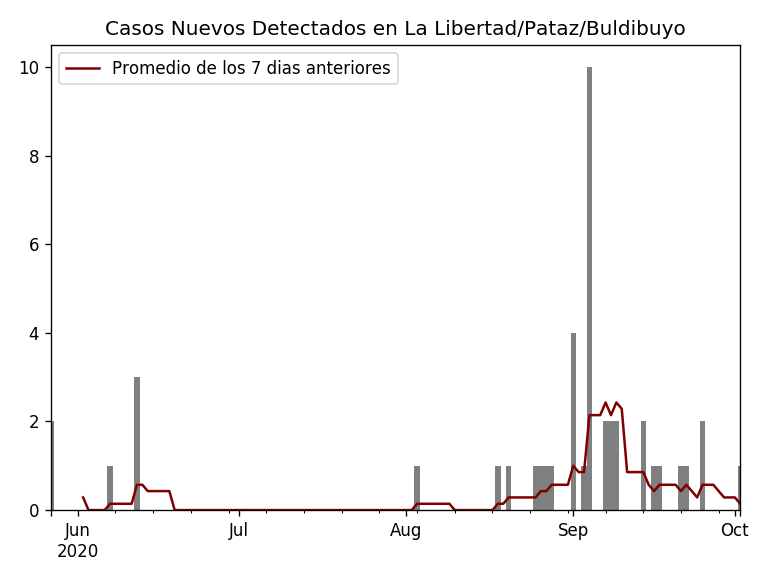 Casos Nuevos Detectados en La Libertad/Pataz/Buldibuyo
Promedio de los 7 dias anteriores
10
8
6
4
2
0
Jun Jul Aug Sep Oct
2020